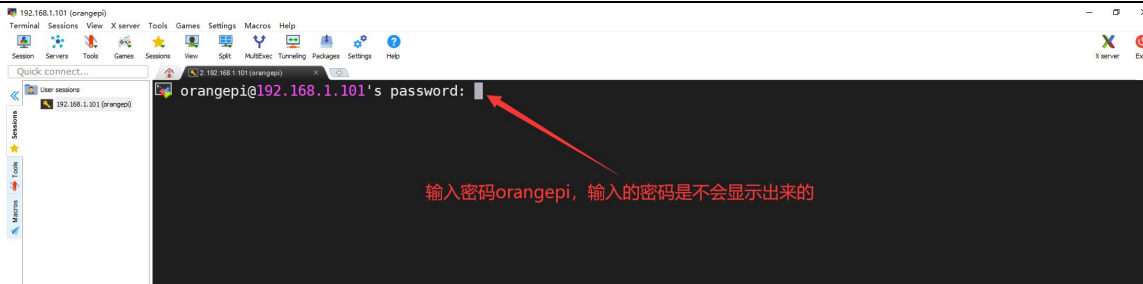 192.168.1.101 (orangepi)
Terminal Sessions View X server Tools Games Settings Macros Help
Session Servers Tools Games Sessions View Split MultiExec Tunneling Packages Settings Help X server
Quick connect...
2. 192.168.1.101 (orangepi)
User sessions
192.168.1.101 (orangepi)
orangepi@192.168.1.101's password:
输入密码orangepi，输入的密码是不会显示出来的
Sessions
Tools
Macros